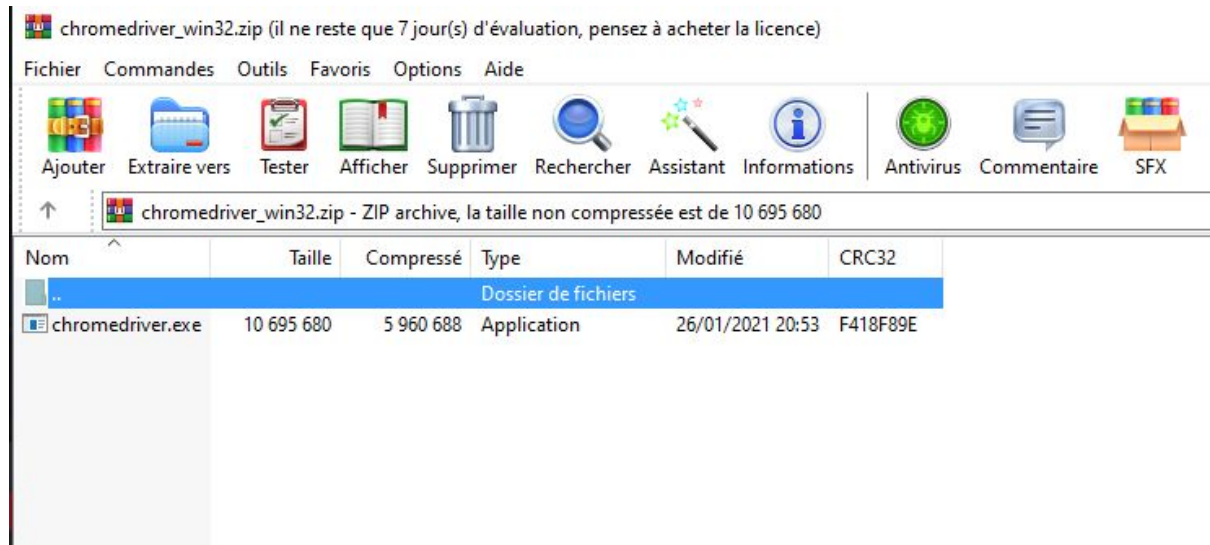 chromedriver_win32.zip (il ne reste que 7 jour(s) d'évaluation, pensez à acheter la licence)
Fichier Commandes Outils Favoris Options Aide
Ajouter Extraire vers Tester Afficher Supprimer Rechercher Assistant Informations Antivirus Commentaire SFX
chromedriver_win32.zip - ZIP archive, la taille non compressée est de 10 695 680
Nom Taille Compressé Type Modifié CRC32
.. Dossier de fichiers
chromedriver.exe 10 695 680 5 960 688 Application 26/01/2021 20:53 F418F89E